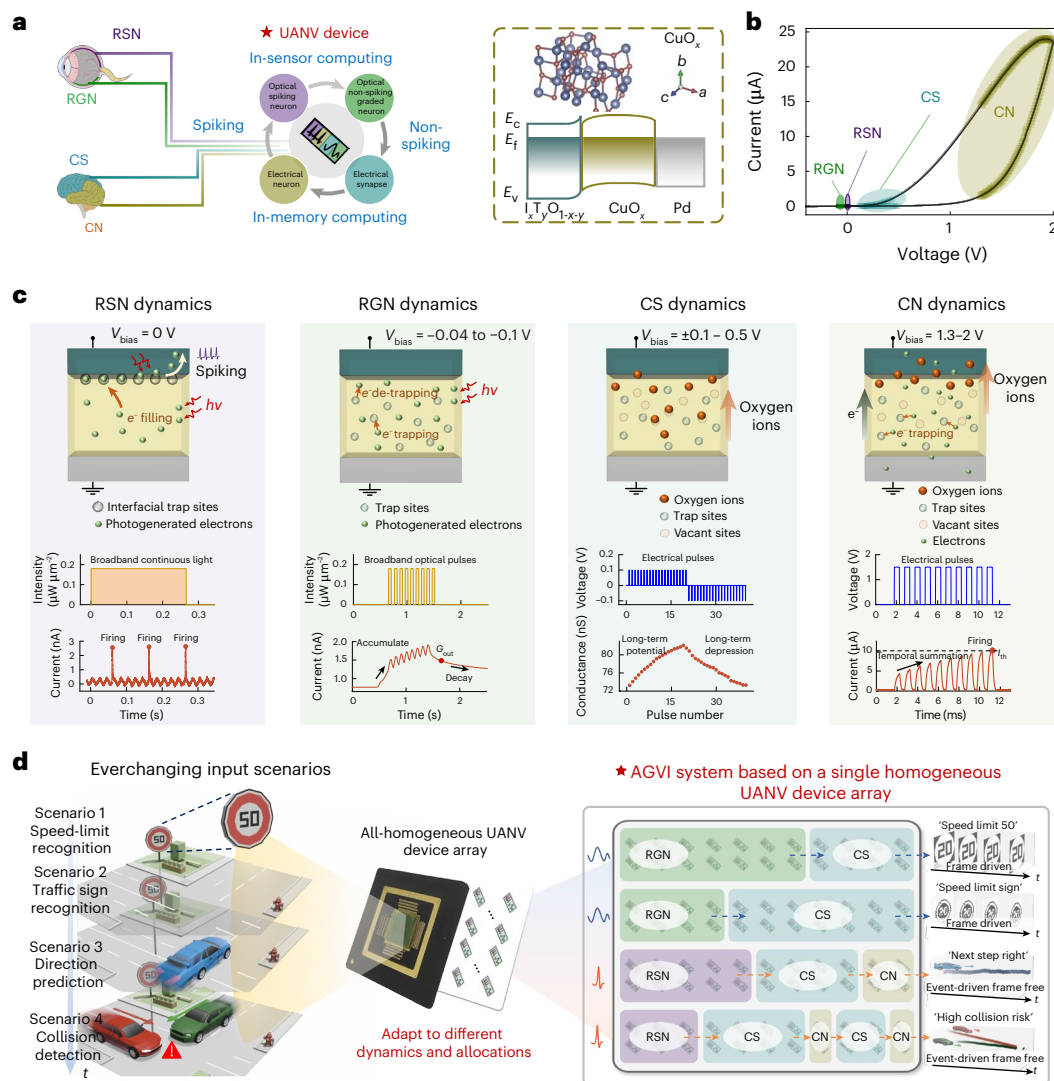 a
RSN
RGN
CS
CN
★ UANV device
In-sensor computing
Optical
spiking
neuron
Optical
non-spiking
graded
neuron
Spiking
Non-
spiking
Electrical
neuron
Electrical
synapse
In-memory computing
CuOx
b
c
a
Ec
Ef
Ev
IxTyO1-x-y
CuOx
Pd
b
Current (µA)
25
20
15
10
5
0
RGN
RSN
CS
CN
0
1
2
Voltage (V)
c
RSN dynamics
Vbias = 0 V
Spiking
e- filling
hv
Interfacial trap sites
Photogenerated electrons
Intensity
(µW µm−2)
0.2
0.1
0
Broadband continuous light
0
0.1
0.2
0.3
Current (nA)
4
2
0
Firing
Firing
Firing
0
0.1
0.2
0.3
Time (s)
RGN dynamics
Vbias = −0.04 to −0.1 V
e- de-trapping
e- trapping
hv
Trap sites
Photogenerated electrons
Intensity
(µW µm−2)
0.2
0.1
0
Broadband optical pulses
0
1
2
Current (nA)
2.0
1.5
1.0
Accumulate
Gout
Decay
0
1
2
Time (s)
CS dynamics
Vbias = ±0.1 – 0.5 V
Oxygen
ions
Oxygen ions
Trap sites
Vacant sites
Voltage (V)
0.2
0.1
0
−0.1
Electrical pulses
15
30
Conductance (nS)
80
76
72
Long-term
potential
Long-term
depression
0
15
30
Pulse number
CN dynamics
Vbias = 1.3–2 V
Oxygen
ions
e-
e- trapping
Oxygen ions
Trap sites
Vacant sites
Electrons
Voltage (V)
2
1
0
Electrical pulses
0
2
4
6
8
10
12
Current (µA)
10
5
0
Temporal summation
Firing
Ith
0
2
4
6
8
10
12
Time (ms)
d
Everchanging input scenarios
Scenario 1
Speed-limit
recognition
Scenario 2
Traffic sign
recognition
Scenario 3
Direction
prediction
Scenario 4
Collision
detection
t
50
50
50
50
!
All-homogeneous UANV
device array
Adapt to different
dynamics and allocations
★ AGVI system based on a single homogeneous
UANV device array
RGN
CS
'Speed limit 50'
20 20 20 20
Frame driven
t
RGN
CS
'Speed limit sign'
Frame driven
t
RSN
CS
CN
'Next step right'
Event-driven frame free
t
RSN
CS
CN
CS
CN
'High collision risk'
Event-driven frame free
t